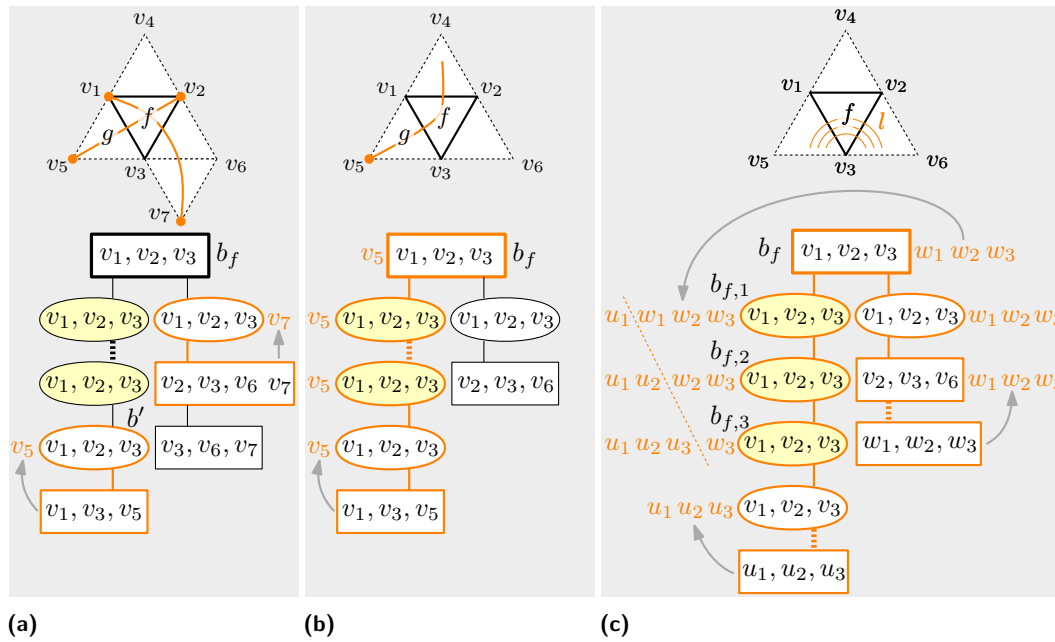 v4
v1 v2
f
g
v5 v3 v6
v7
v1, v2, v3 bf
v1, v2, v3 v1, v2, v3 v7
v1, v2, v3 v2, v3, v6 v7
b′
v5 v1, v2, v3 v3, v6, v7
v1, v3, v5
(a)
v4
v1 v2
f
g
v5 v3 v6
v5 v1, v2, v3 bf
v5 v1, v2, v3 v1, v2, v3
v5 v1, v2, v3 v2, v3, v6
v5 v1, v2, v3
v1, v3, v5
(b)
v4
v1 v2
f l
v5 v3 v6
bf v1, v2, v3 w1 w2 w3
bf,1
u1 w1 w2 w3 v1, v2, v3 v1, v2, v3 w1 w2 w3
bf,2
u1 u2 w2 w3 v1, v2, v3 v2, v3, v6 w1 w2 w3
bf,3
u1 u2 u3 w3 v1, v2, v3 w1, w2, w3
u1 u2 u3 v1, v2, v3
u1, u2, u3
(c)